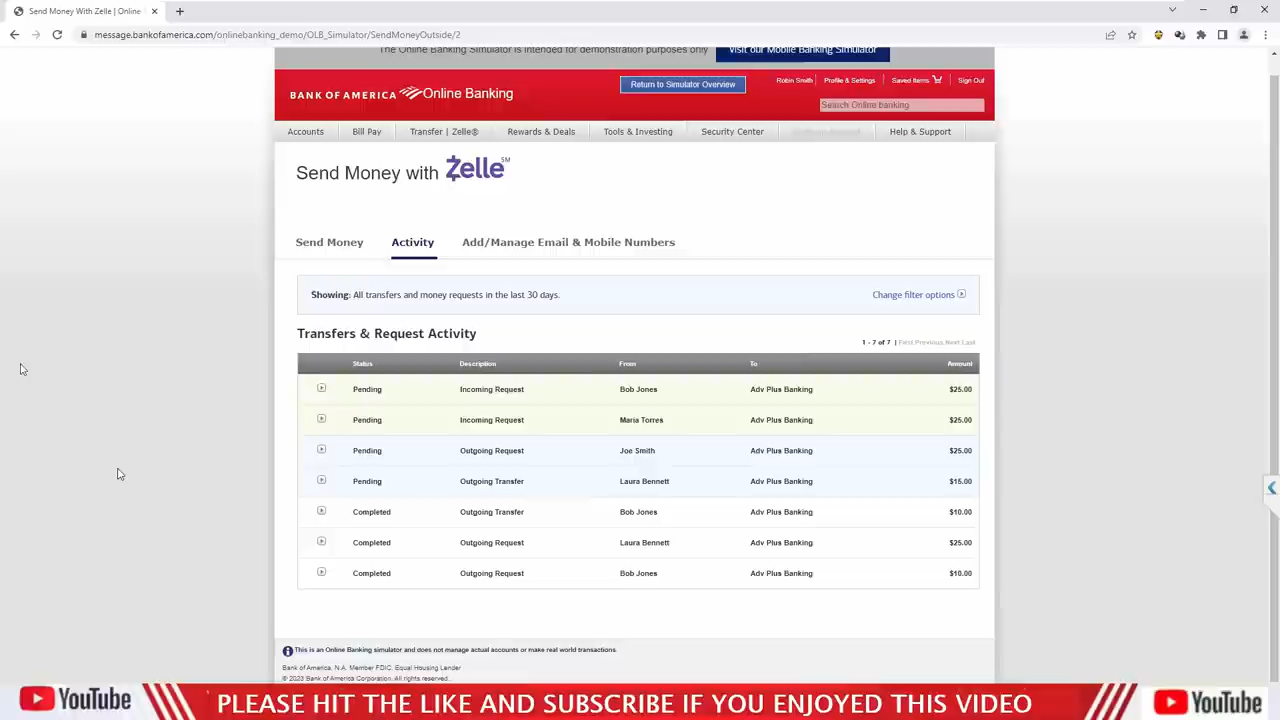 Send Money With Zelle | Online
message.bankofamerica.com/onlinebanking_demo/OLB_Simulator/SendMoneyOutside/2
The Online Banking Simulator is intended for demonstration purposes only
Visit our Mobile Banking Simulator
BANK OF AMERICA Online Banking
Return to Simulator Overview
Robin Smith Profile & Settings Saved Items Sign Out
Search Online banking
Accounts Bill Pay Transfer | Zelle® Rewards & Deals Tools & Investing Security Center Help & Support
Send Money with Zelle℠
Send Money Activity Add/Manage Email & Mobile Numbers
Showing: All transfers and money requests in the last 30 days. Change filter options
Transfers & Request Activity
1 - 7 of 7 | First Previous Next Last
Status Description From To Amount
Pending Incoming Request Bob Jones Adv Plus Banking $25.00
Pending Incoming Request Maria Torres Adv Plus Banking $25.00
Pending Outgoing Request Joe Smith Adv Plus Banking $25.00
Pending Outgoing Transfer Laura Bennett Adv Plus Banking $15.00
Completed Outgoing Transfer Bob Jones Adv Plus Banking $10.00
Completed Outgoing Request Laura Bennett Adv Plus Banking $25.00
Completed Outgoing Request Bob Jones Adv Plus Banking $10.00
This is an Online Banking simulator and does not manage actual accounts or make real world transactions.
Bank of America, N.A. Member FDIC. Equal Housing Lender
© 2023 Bank of America Corporation. All rights reserved.
YouTube PLEASE HIT THE LIKE AND SUBSCRIBE IF YOU ENJOYED THIS VIDEO YouTube